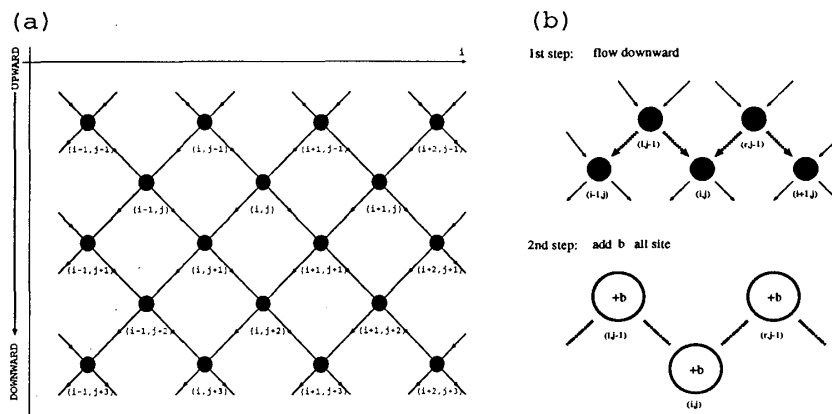 (a)
i
UPWARD
DOWNWARD
(i-1,j-1) (i,j-1) (i+1,j-1) (i+2,j-1)
(i-1,j) (i,j) (i+1,j)
(i-1,j+1) (i,j+1) (i+1,j+1) (i+2,j+1)
(i-1,j+2) (i,j+2) (i+1,j+2)
(i-1,j+3) (i,j+3) (i+1,j+3) (i+2,j+3)
(b)
1st step: flow downward
(l,j-1) (r,j-1)
(i-1,j) (i,j) (i+1,j)
2nd step: add b all site
+b +b
(l,j-1) (r,j-1)
+b
(i,j)